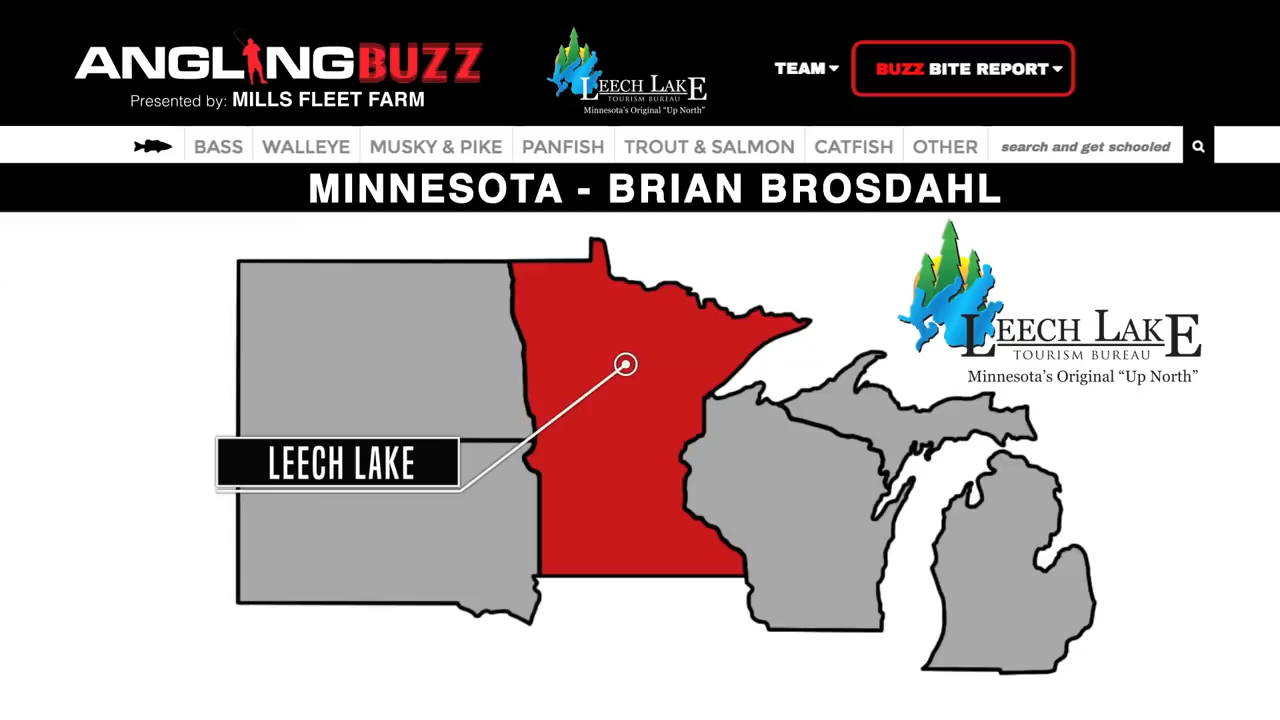 ANGLINGBUZZ
Presented by: MILLS FLEET FARM
LEECH LAKE
TOURISM BUREAU
Minnesota's Original "Up North"
TEAM
BUZZ BITE REPORT
BASS
WALLEYE
MUSKY & PIKE
PANFISH
TROUT & SALMON
CATFISH
OTHER
search and get schooled
MINNESOTA - BRIAN BROSDAHL
LEECH LAKE
TOURISM BUREAU
Minnesota's Original "Up North"
LEECH LAKE